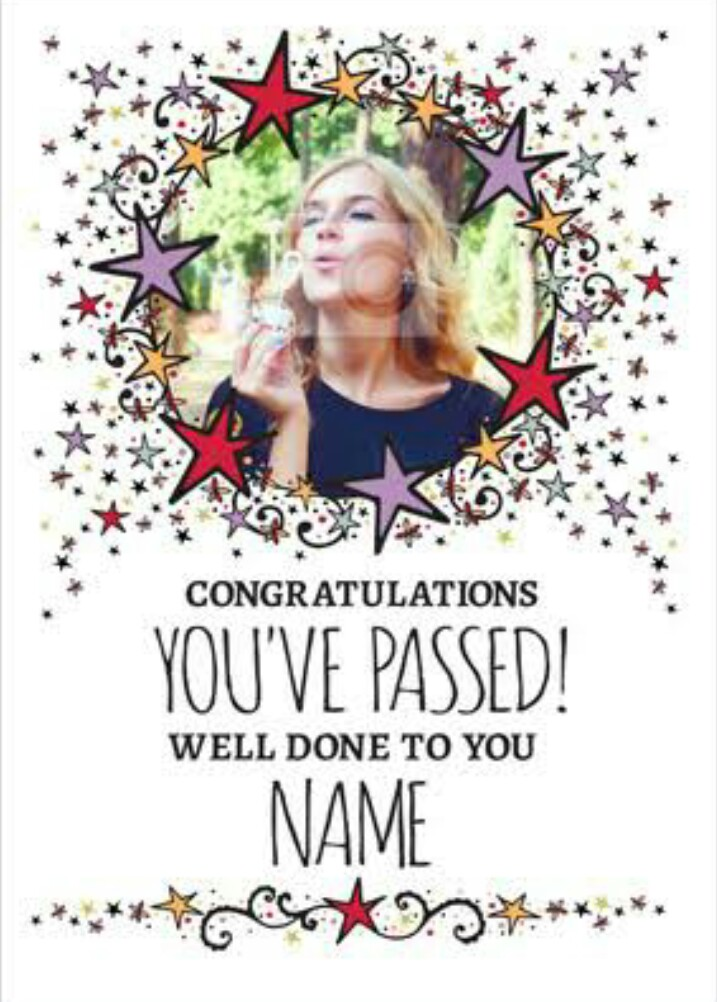 CONGRATULATIONS
YOU'VE PASSED!
WELL DONE TO YOU
NAME